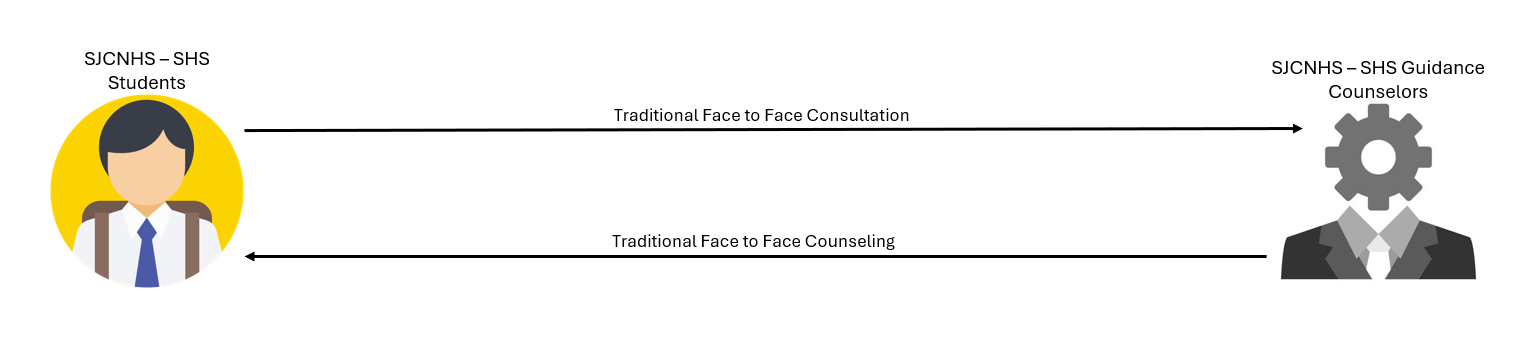 SJCNHS – SHS
Students
SJCNHS – SHS Guidance
Counselors
Traditional Face to Face Consultation
Traditional Face to Face Counseling